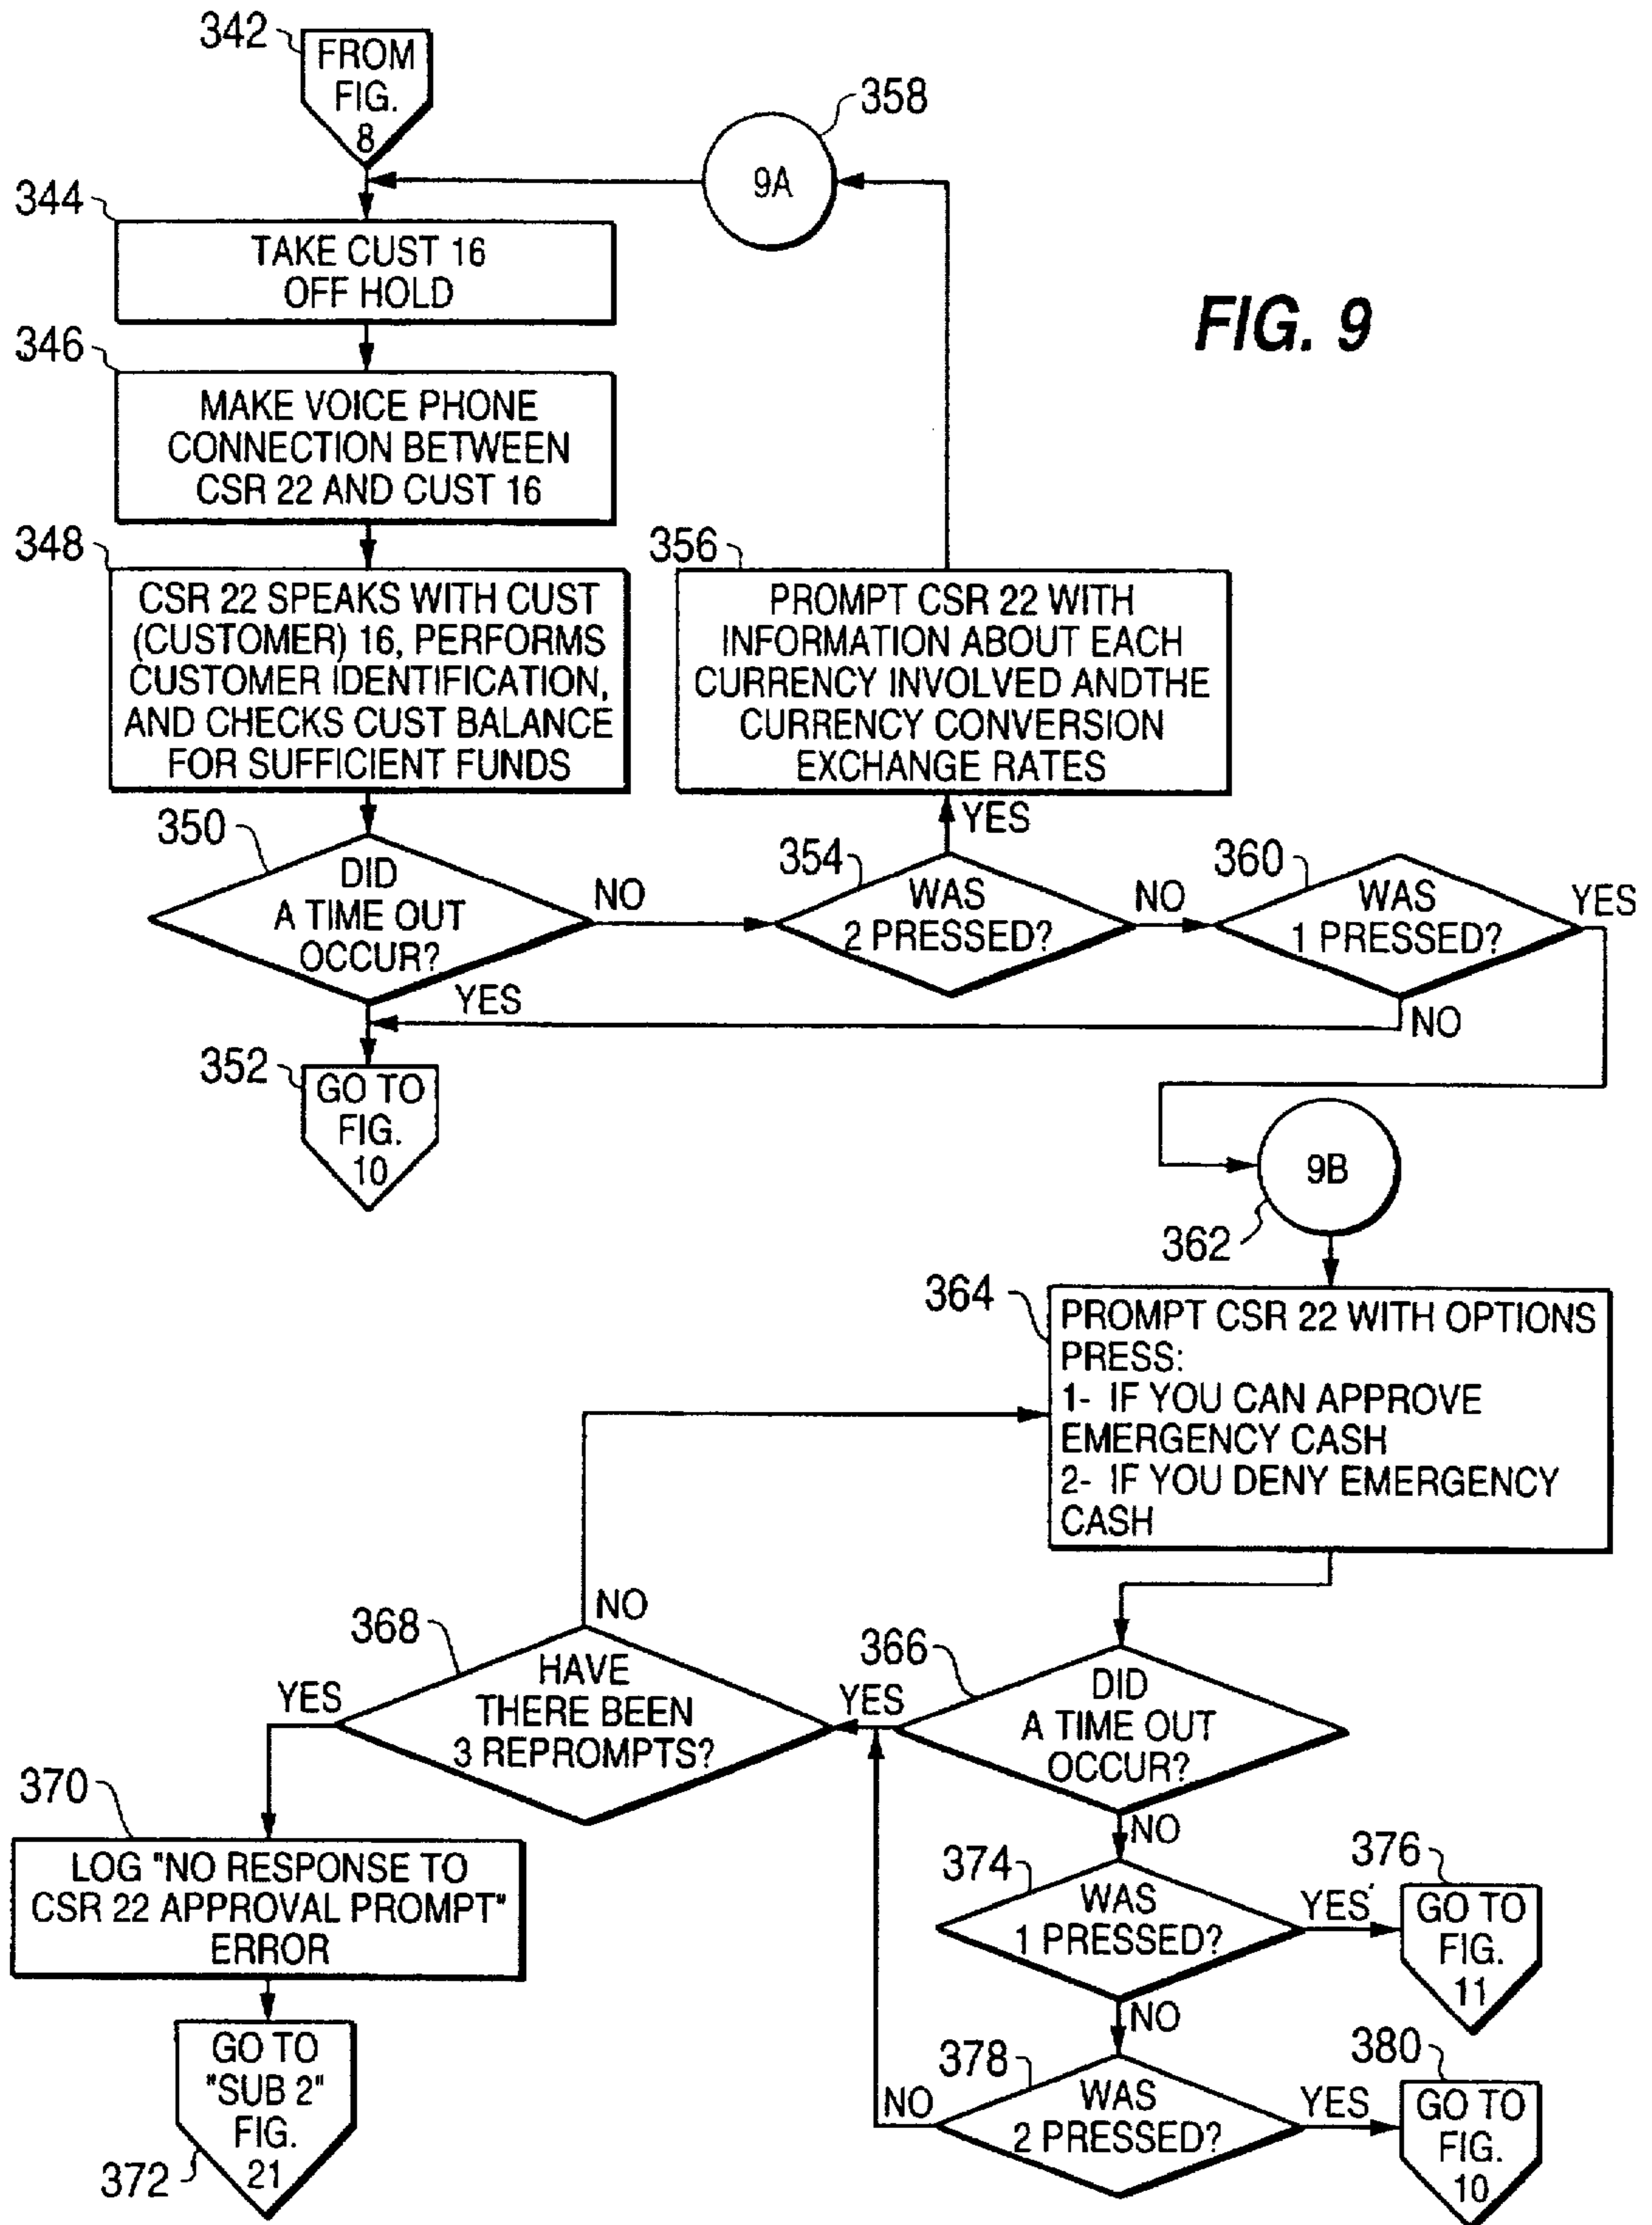 342
FROM
FIG.
8
358
9A
344
TAKE CUST 16
OFF HOLD
FIG. 9
346
MAKE VOICE PHONE
CONNECTION BETWEEN
CSR 22 AND CUST 16
348
CSR 22 SPEAKS WITH CUST
(CUSTOMER) 16, PERFORMS
CUSTOMER IDENTIFICATION,
AND CHECKS CUST BALANCE
FOR SUFFICIENT FUNDS
356
PROMPT CSR 22 WITH
INFORMATION ABOUT EACH
CURRENCY INVOLVED ANDTHE
CURRENCY CONVERSION
EXCHANGE RATES
YES
350
DID
A TIME OUT
OCCUR?
NO
YES
354
WAS
2 PRESSED?
NO
360
WAS
1 PRESSED?
YES
NO
352
GO TO
FIG.
10
9B
362
364
PROMPT CSR 22 WITH OPTIONS
PRESS:
1- IF YOU CAN APPROVE
EMERGENCY CASH
2- IF YOU DENY EMERGENCY
CASH
NO
368
HAVE
THERE BEEN
3 REPROMPTS?
YES
366
DID
A TIME OUT
OCCUR?
YES
NO
370
LOG "NO RESPONSE TO
CSR 22 APPROVAL PROMPT"
ERROR
374
WAS
1 PRESSED?
YES
NO
376
GO TO
FIG.
11
372
GO TO
"SUB 2"
FIG.
21
378
WAS
2 PRESSED?
NO
YES
380
GO TO
FIG.
10